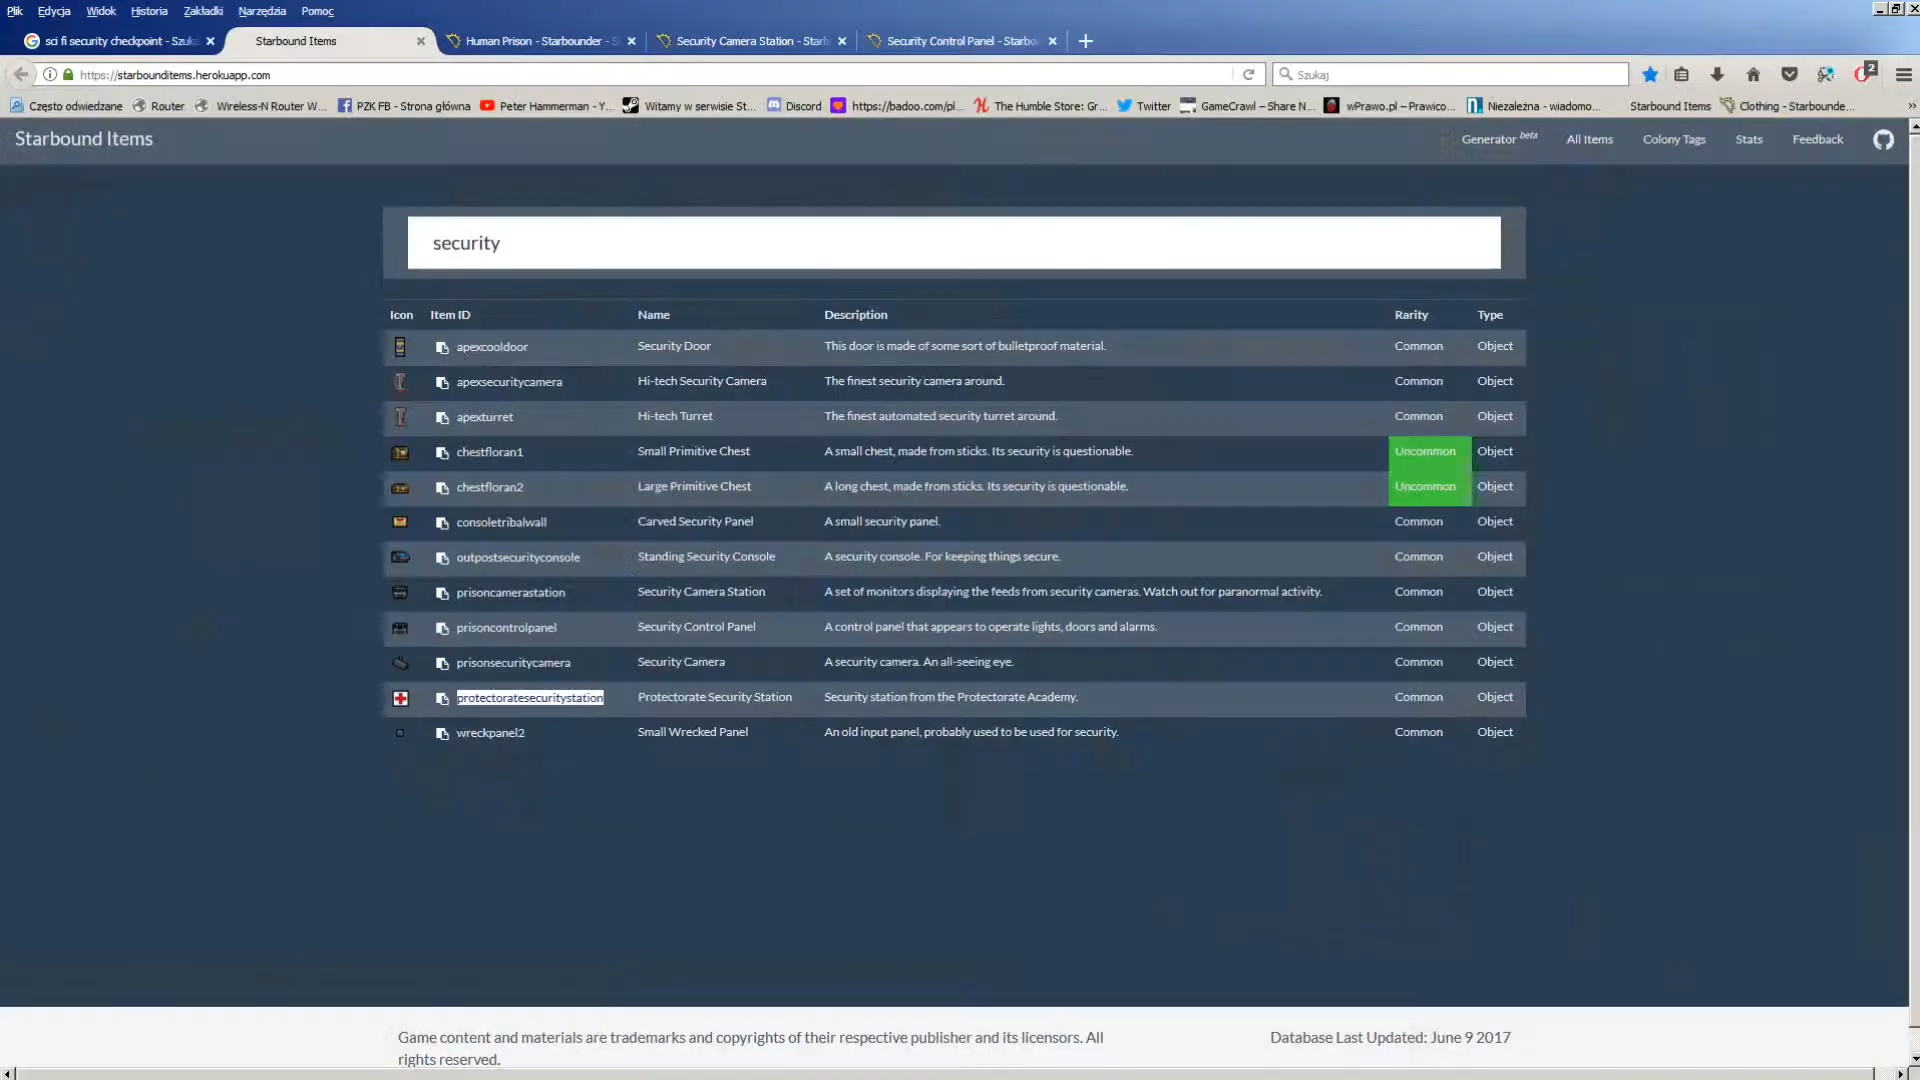 Plik Edycja Widok Historia Zakładki Narzędzia Pomoc
sci fi security checkpoint - Szuka
Starbound Items
Human Prison - Starbounder - S
Security Camera Station - Starb
Security Control Panel - Starbo
https://starbounditems.herokuapp.com
Szukaj
2
Często odwiedzane Router Wireless-N Router W... PZK FB - Strona główna Peter Hammerman - Y... Witamy w serwisie St... Discord https://badoo.com/pl... The Humble Store: Gr... Twitter GameCrawl – Share N... wPrawo.pl – Prawico... Niezależna - wiadomo... Starbound Items Clothing - Starbounde...
Starbound Items
Generator beta All Items Colony Tags Stats Feedback
security
Icon Item ID Name Description Rarity Type
apexcooldoor Security Door This door is made of some sort of bulletproof material. Common Object
apexsecuritycamera Hi-tech Security Camera The finest security camera around. Common Object
apexturret Hi-tech Turret The finest automated security turret around. Common Object
chestfloran1 Small Primitive Chest A small chest, made from sticks. Its security is questionable. Uncommon Object
chestfloran2 Large Primitive Chest A long chest, made from sticks. Its security is questionable. Uncommon Object
consoletribalwall Carved Security Panel A small security panel. Common Object
outpostsecurityconsole Standing Security Console A security console. For keeping things secure. Common Object
prisoncamerastation Security Camera Station A set of monitors displaying the feeds from security cameras. Watch out for paranormal activity. Common Object
prisoncontrolpanel Security Control Panel A control panel that appears to operate lights, doors and alarms. Common Object
prisonsecuritycamera Security Camera A security camera. An all-seeing eye. Common Object
protectoratesecuritystation Protectorate Security Station Security station from the Protectorate Academy. Common Object
wreckpanel2 Small Wrecked Panel An old input panel, probably used to be used for security. Common Object
Game content and materials are trademarks and copyrights of their respective publisher and its licensors. All
rights reserved.
Database Last Updated: June 9 2017